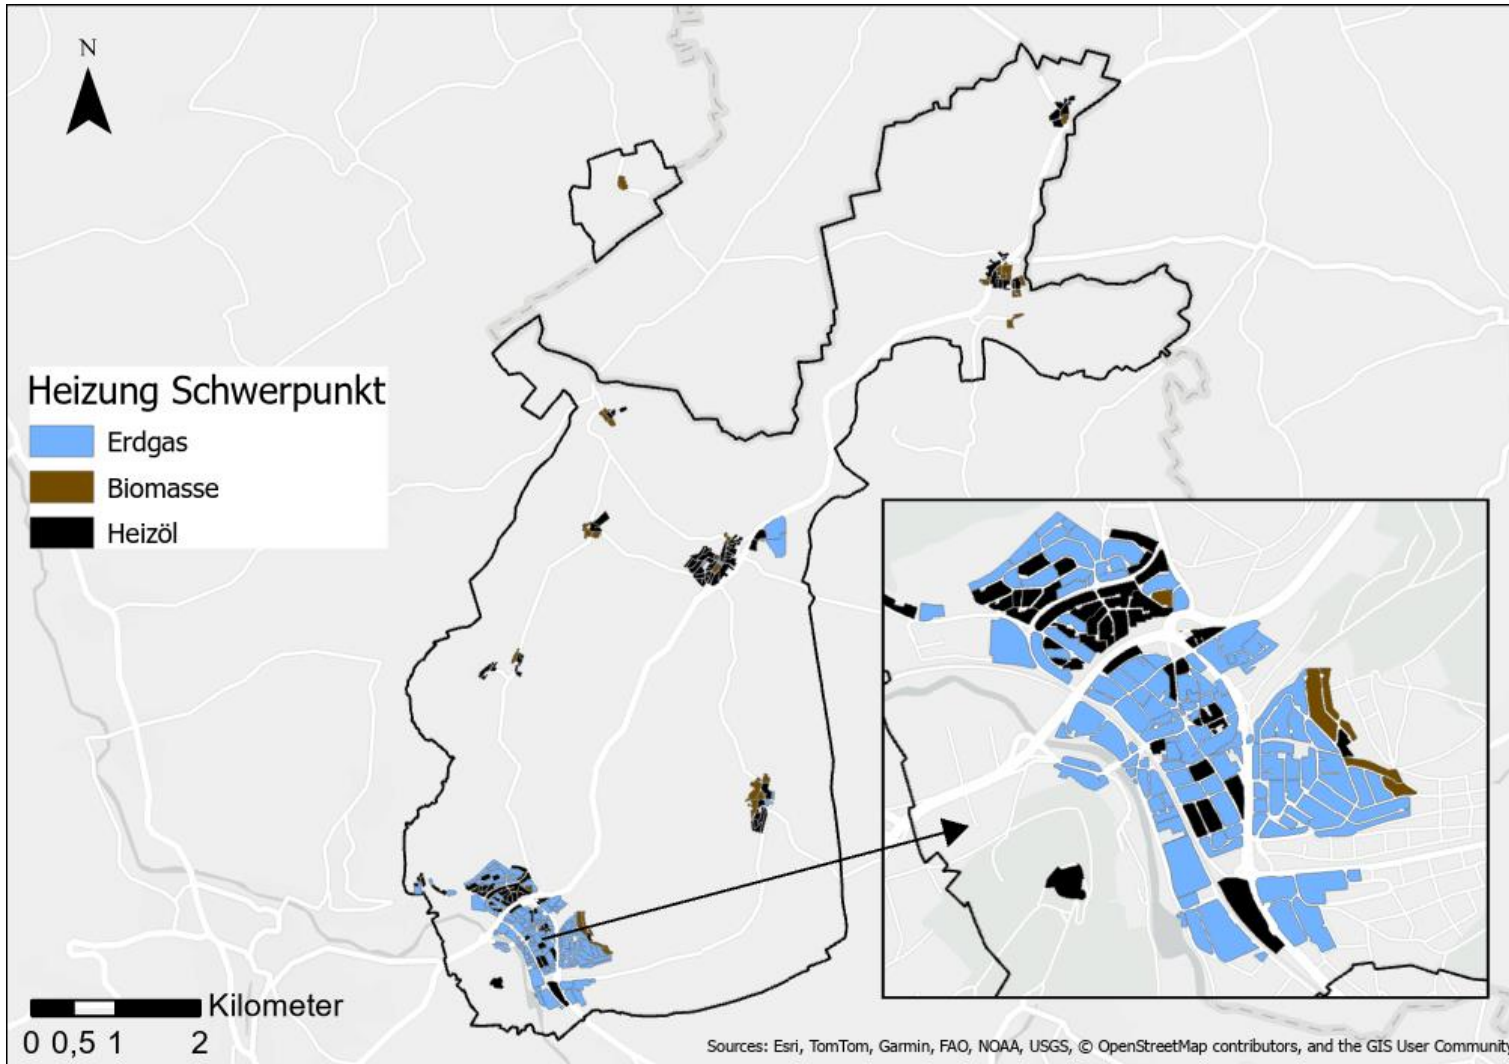 N
Heizung Schwerpunkt
Erdgas
Biomasse
Heizöl
Kilometer
0 0,5 1 2
Sources: Esri, TomTom, Garmin, FAO, NOAA, USGS, © OpenStreetMap contributors, and the GIS User Communi